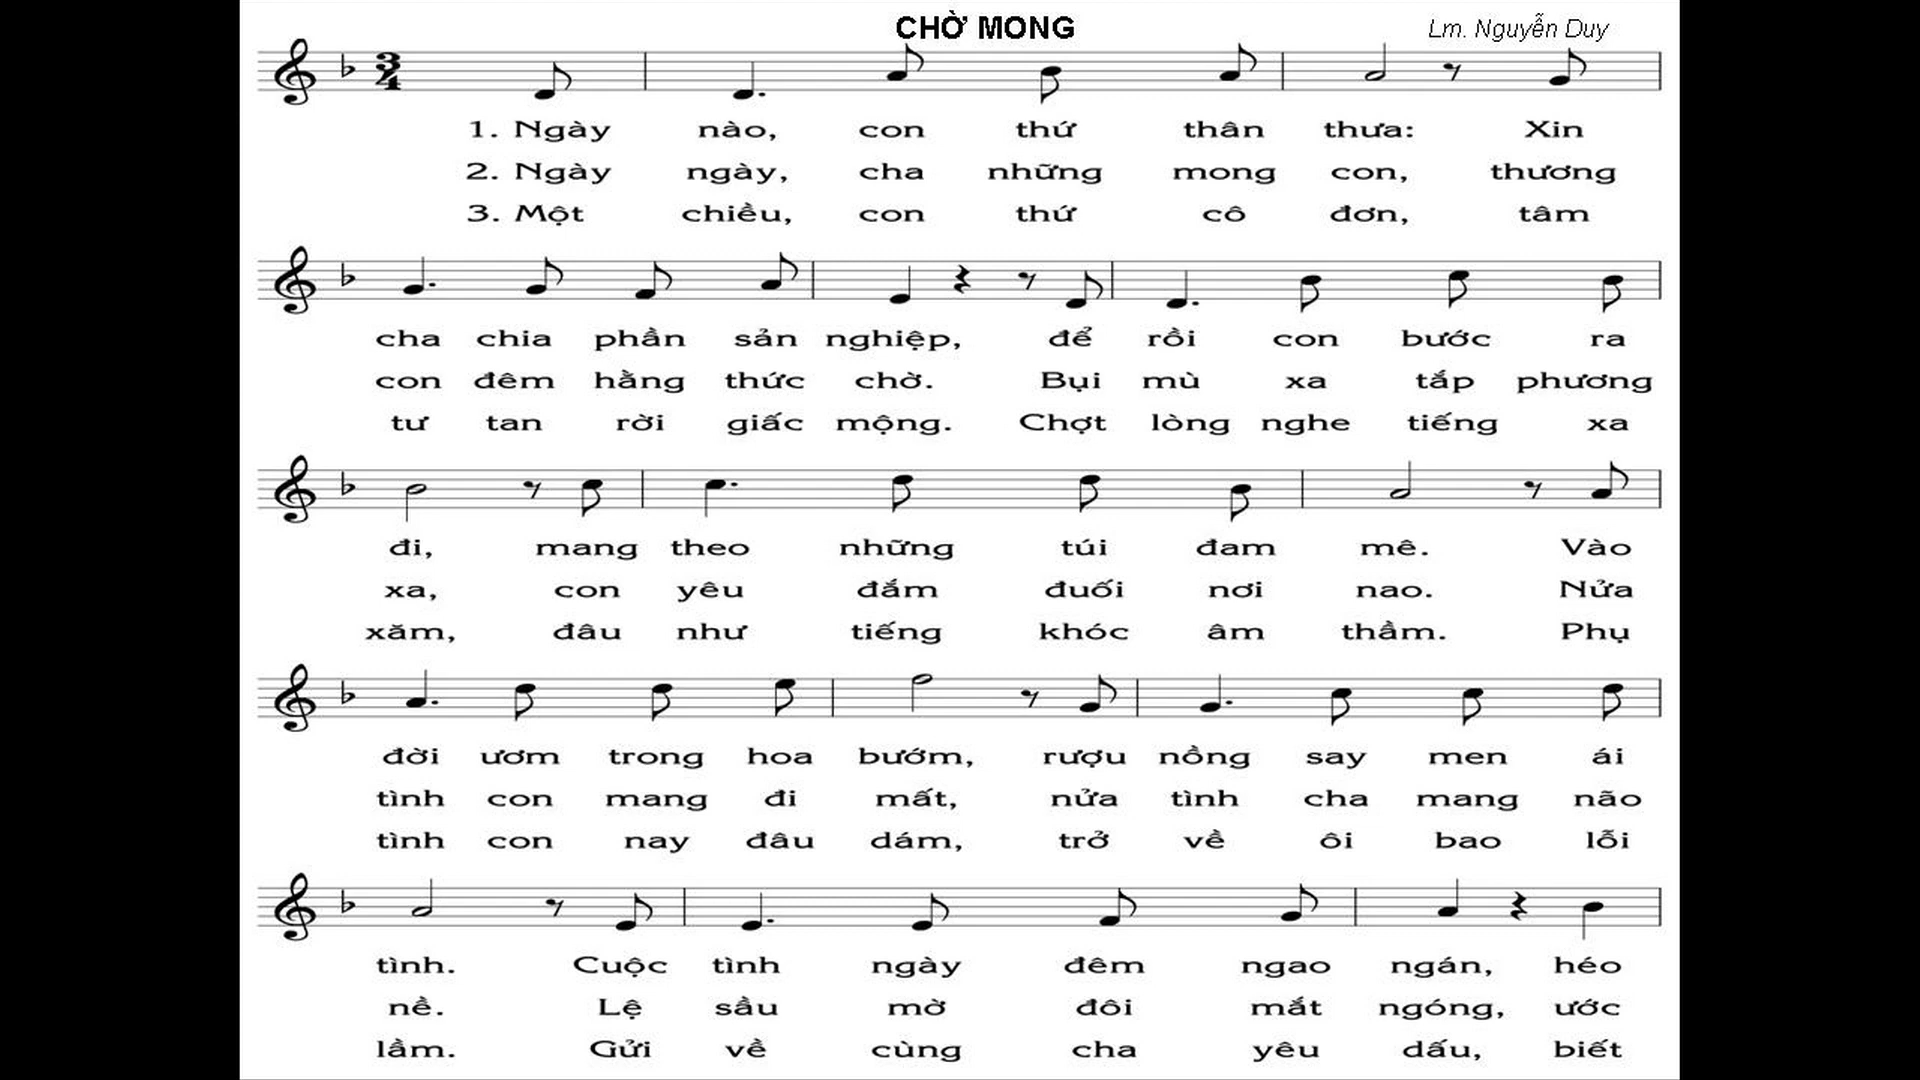 CHỜ MONG
Lm. Nguyễn Duy
3
4
1. Ngày nào, con thứ thân thưa: Xin
2. Ngày ngày, cha những mong con, thương
3. Một chiều, con thứ cô đơn, tâm
cha chia phần sản nghiệp, để rồi con bước ra
con đêm hằng thức chờ. Bụi mù xa tắp phương
tư tan rời giấc mộng. Chợt lòng nghe tiếng xa
đi, mang theo những túi đam mê. Vào
xa, con yêu đắm đuối nơi nao. Nửa
xăm, đâu như tiếng khóc âm thầm. Phụ
đời ươm trong hoa bướm, rượu nồng say men ái
tình con mang đi mất, nửa tình cha mang não
tình con nay đâu dám, trở về ôi bao lỗi
tình. Cuộc tình ngày đêm ngao ngán, héo
nề. Lệ sầu mờ đôi mắt ngóng, ước
lầm. Gửi về cùng cha yêu dấu, biết